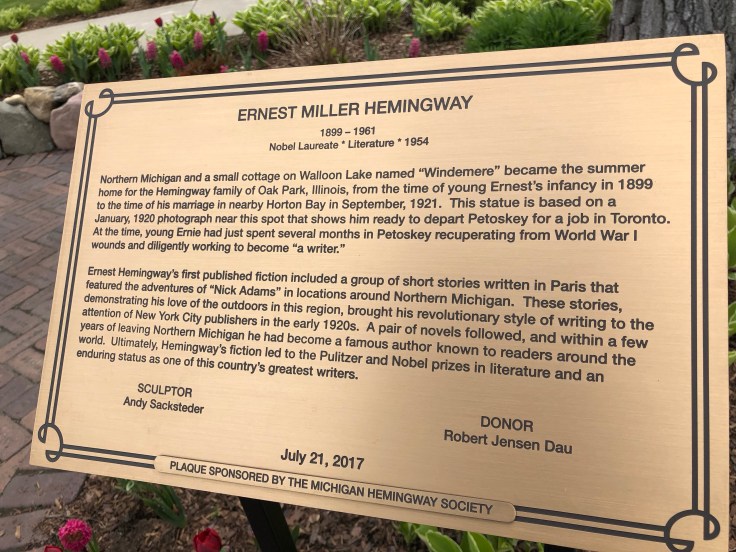 ERNEST MILLER HEMINGWAY
1899 – 1961
Nobel Laureate * Literature * 1954
Northern Michigan and a small cottage on Walloon Lake named “Windemere” became the summer
home for the Hemingway family of Oak Park, Illinois, from the time of young Ernest’s infancy in 1899
to the time of his marriage in nearby Horton Bay in September, 1921. This statue is based on a
January, 1920 photograph near this spot that shows him ready to depart Petoskey for a job in Toronto.
At the time, young Ernie had just spent several months in Petoskey recuperating from World War I
wounds and diligently working to become “a writer.”
Ernest Hemingway’s first published fiction included a group of short stories written in Paris that
featured the adventures of “Nick Adams” in locations around Northern Michigan. These stories,
demonstrating his love of the outdoors in this region, brought his revolutionary style of writing to the
attention of New York City publishers in the early 1920s. A pair of novels followed, and within a few
years of leaving Northern Michigan he had become a famous author known to readers around the
world. Ultimately, Hemingway’s fiction led to the Pulitzer and Nobel prizes in literature and an
enduring status as one of this country’s greatest writers.
SCULPTOR
Andy Sacksteder
DONOR
Robert Jensen Dau
July 21, 2017
PLAQUE SPONSORED BY THE MICHIGAN HEMINGWAY SOCIETY